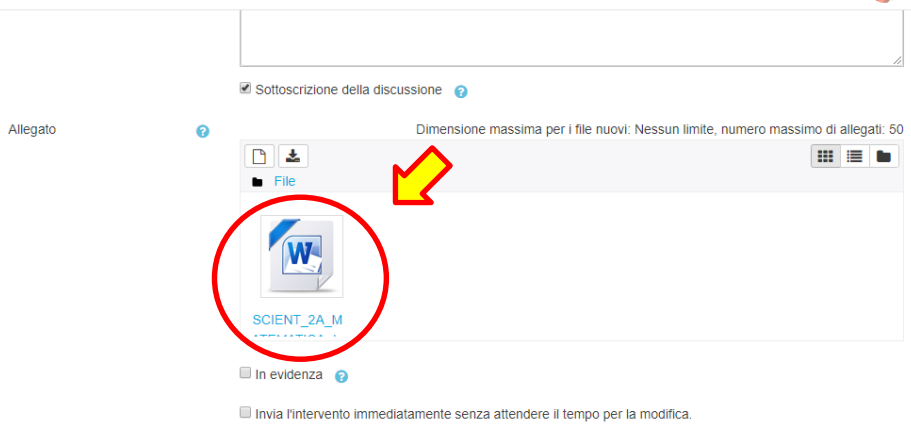 Sottoscrizione della discussione
Allegato
Dimensione massima per i file nuovi: Nessun limite, numero massimo di allegati: 50
File
W
SCIENT_2A_M
In evidenza
Invia l'intervento immediatamente senza attendere il tempo per la modifica.